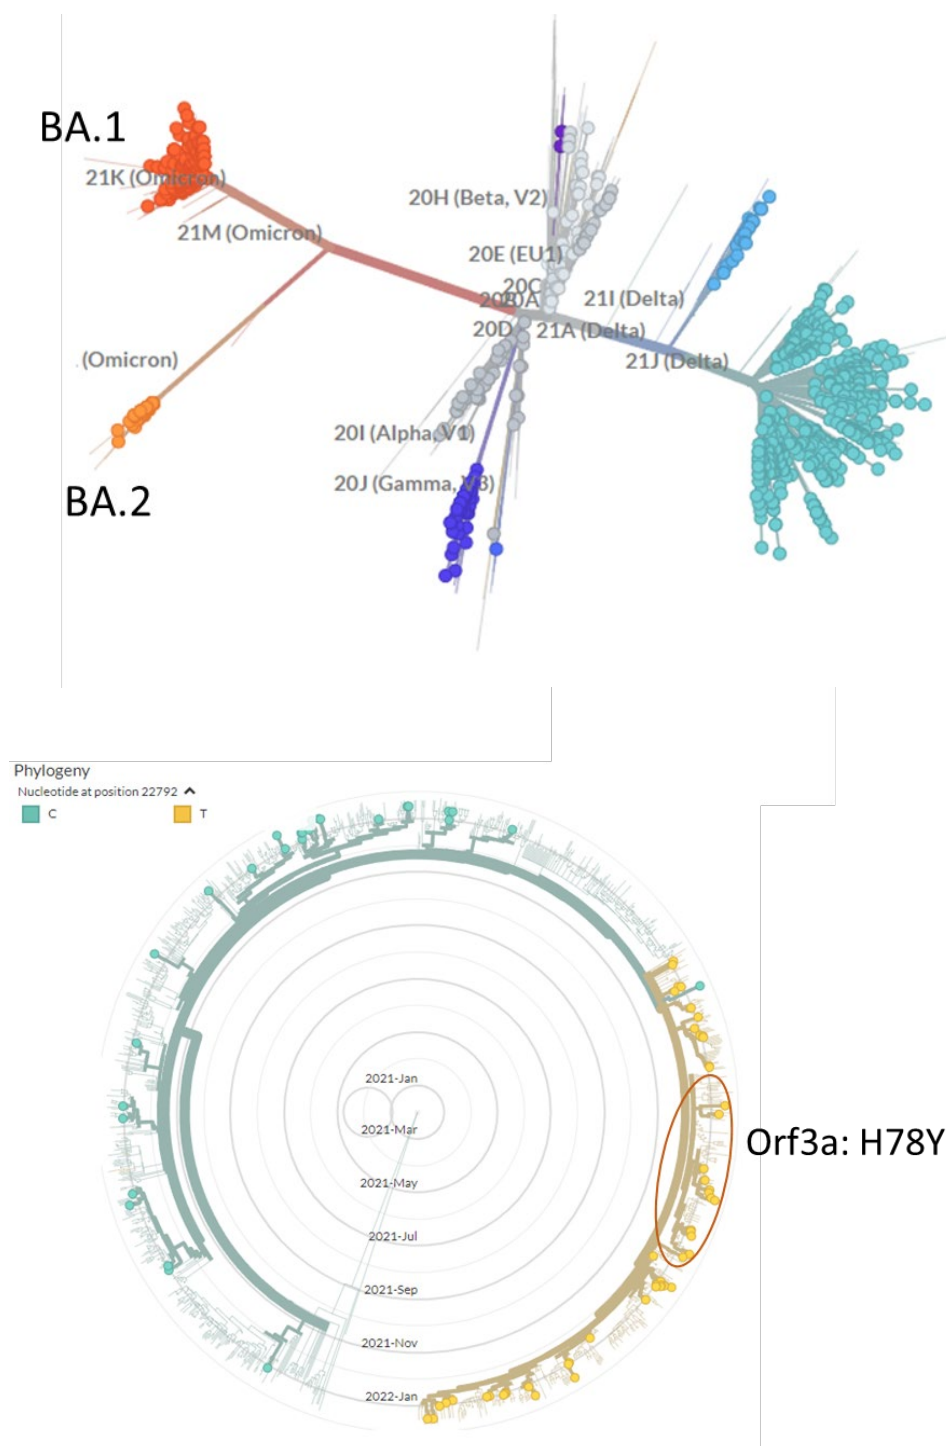 BA.1
21K (Omicron)
21M (Omicron)
20H (Beta, V2)
20E (EU1)
20C
20B
20A
21I (Delta)
20D
21A (Delta)
21J (Delta)
(Omicron)
20I (Alpha, V1)
20J (Gamma, V3)
BA.2
Phylogeny
Nucleotide at position 22792
C T
2021-Jan
2021-Mar
2021-May
2021-Jul
2021-Sep
2021-Nov
2022-Jan
Orf3a: H78Y